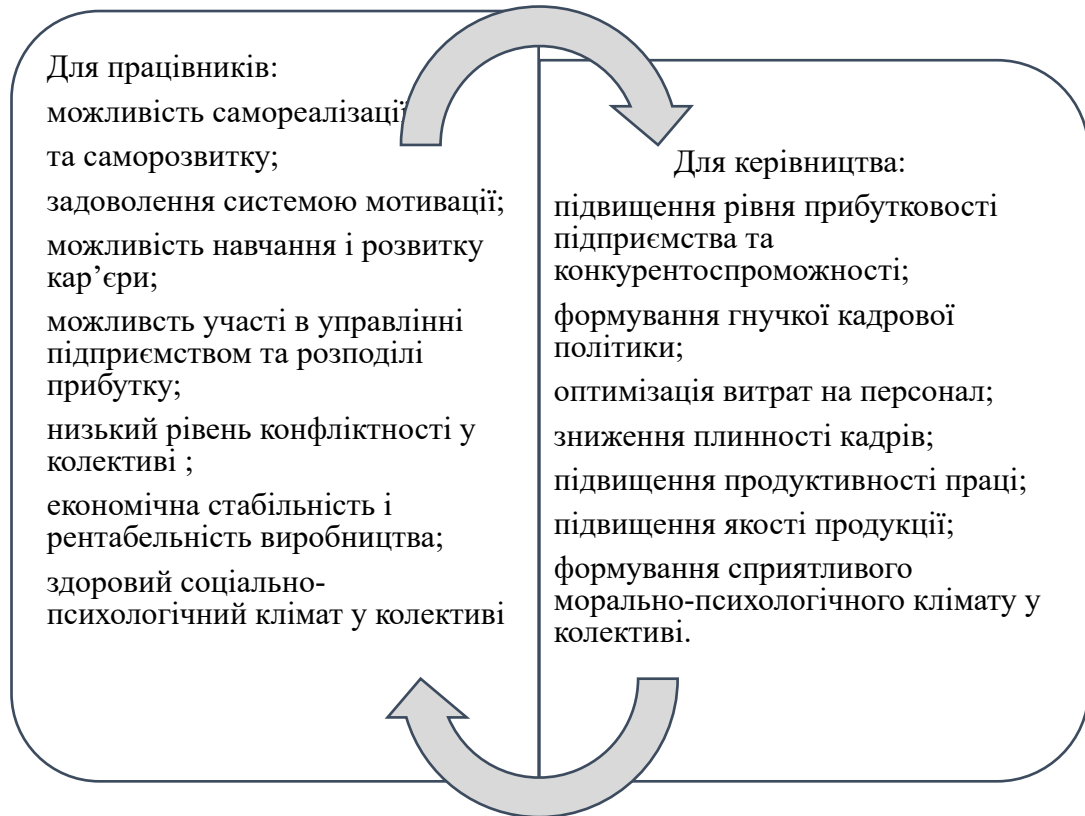 Для працівників:
можливість самореалізації
та саморозвитку;
задоволення системою мотивації;
можливість навчання і розвитку
кар’єри;
можливсть участі в управлінні
підприємством та розподілі
прибутку;
низький рівень конфліктності у
колективі ;
економічна стабільність і
рентабельність виробництва;
здоровий соціально-
психологічний клімат у колективі
Для керівництва:
підвищення рівня прибутковості
підприємства та
конкурентоспроможності;
формування гнучкої кадрової
політики;
оптимізація витрат на персонал;
зниження плинності кадрів;
підвищення продуктивності праці;
підвищення якості продукції;
формування сприятливого
морально-психологічного клімату у
колективі.